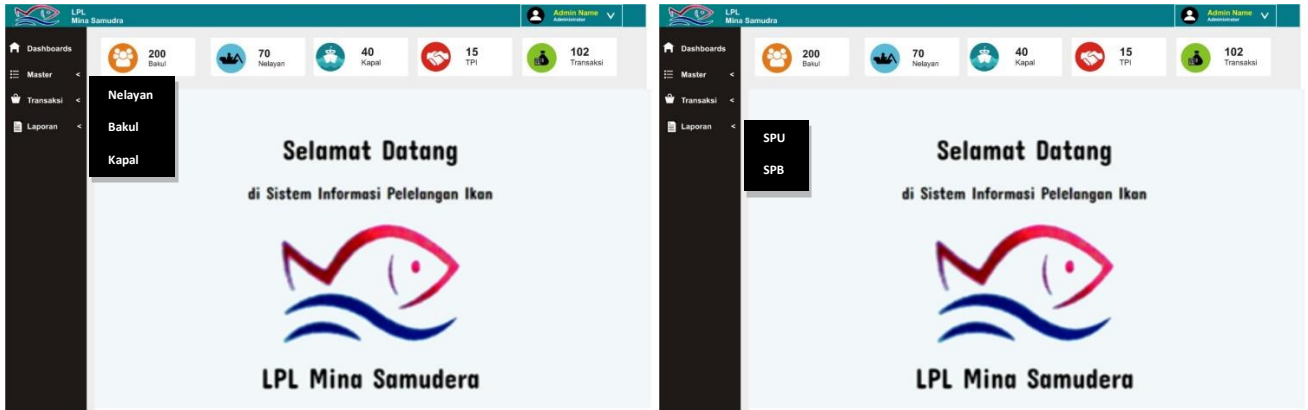 LPL
Mina Samudra
Admin Name
Administrator
Dashboards
Master <
Transaksi <
Laporan <
200
Bakul
70
Nelayan
40
Kapal
15
TPI
102
Transaksi
Nelayan
Bakul
Kapal
Selamat Datang
di Sistem Informasi Pelelangan Ikan
LPL Mina Samudera
LPL
Mina Samudra
Admin Name
Administrator
Dashboards
Master <
Transaksi <
Laporan <
200
Bakul
70
Nelayan
40
Kapal
15
TPI
102
Transaksi
SPU
SPB
Selamat Datang
di Sistem Informasi Pelelangan Ikan
LPL Mina Samudera